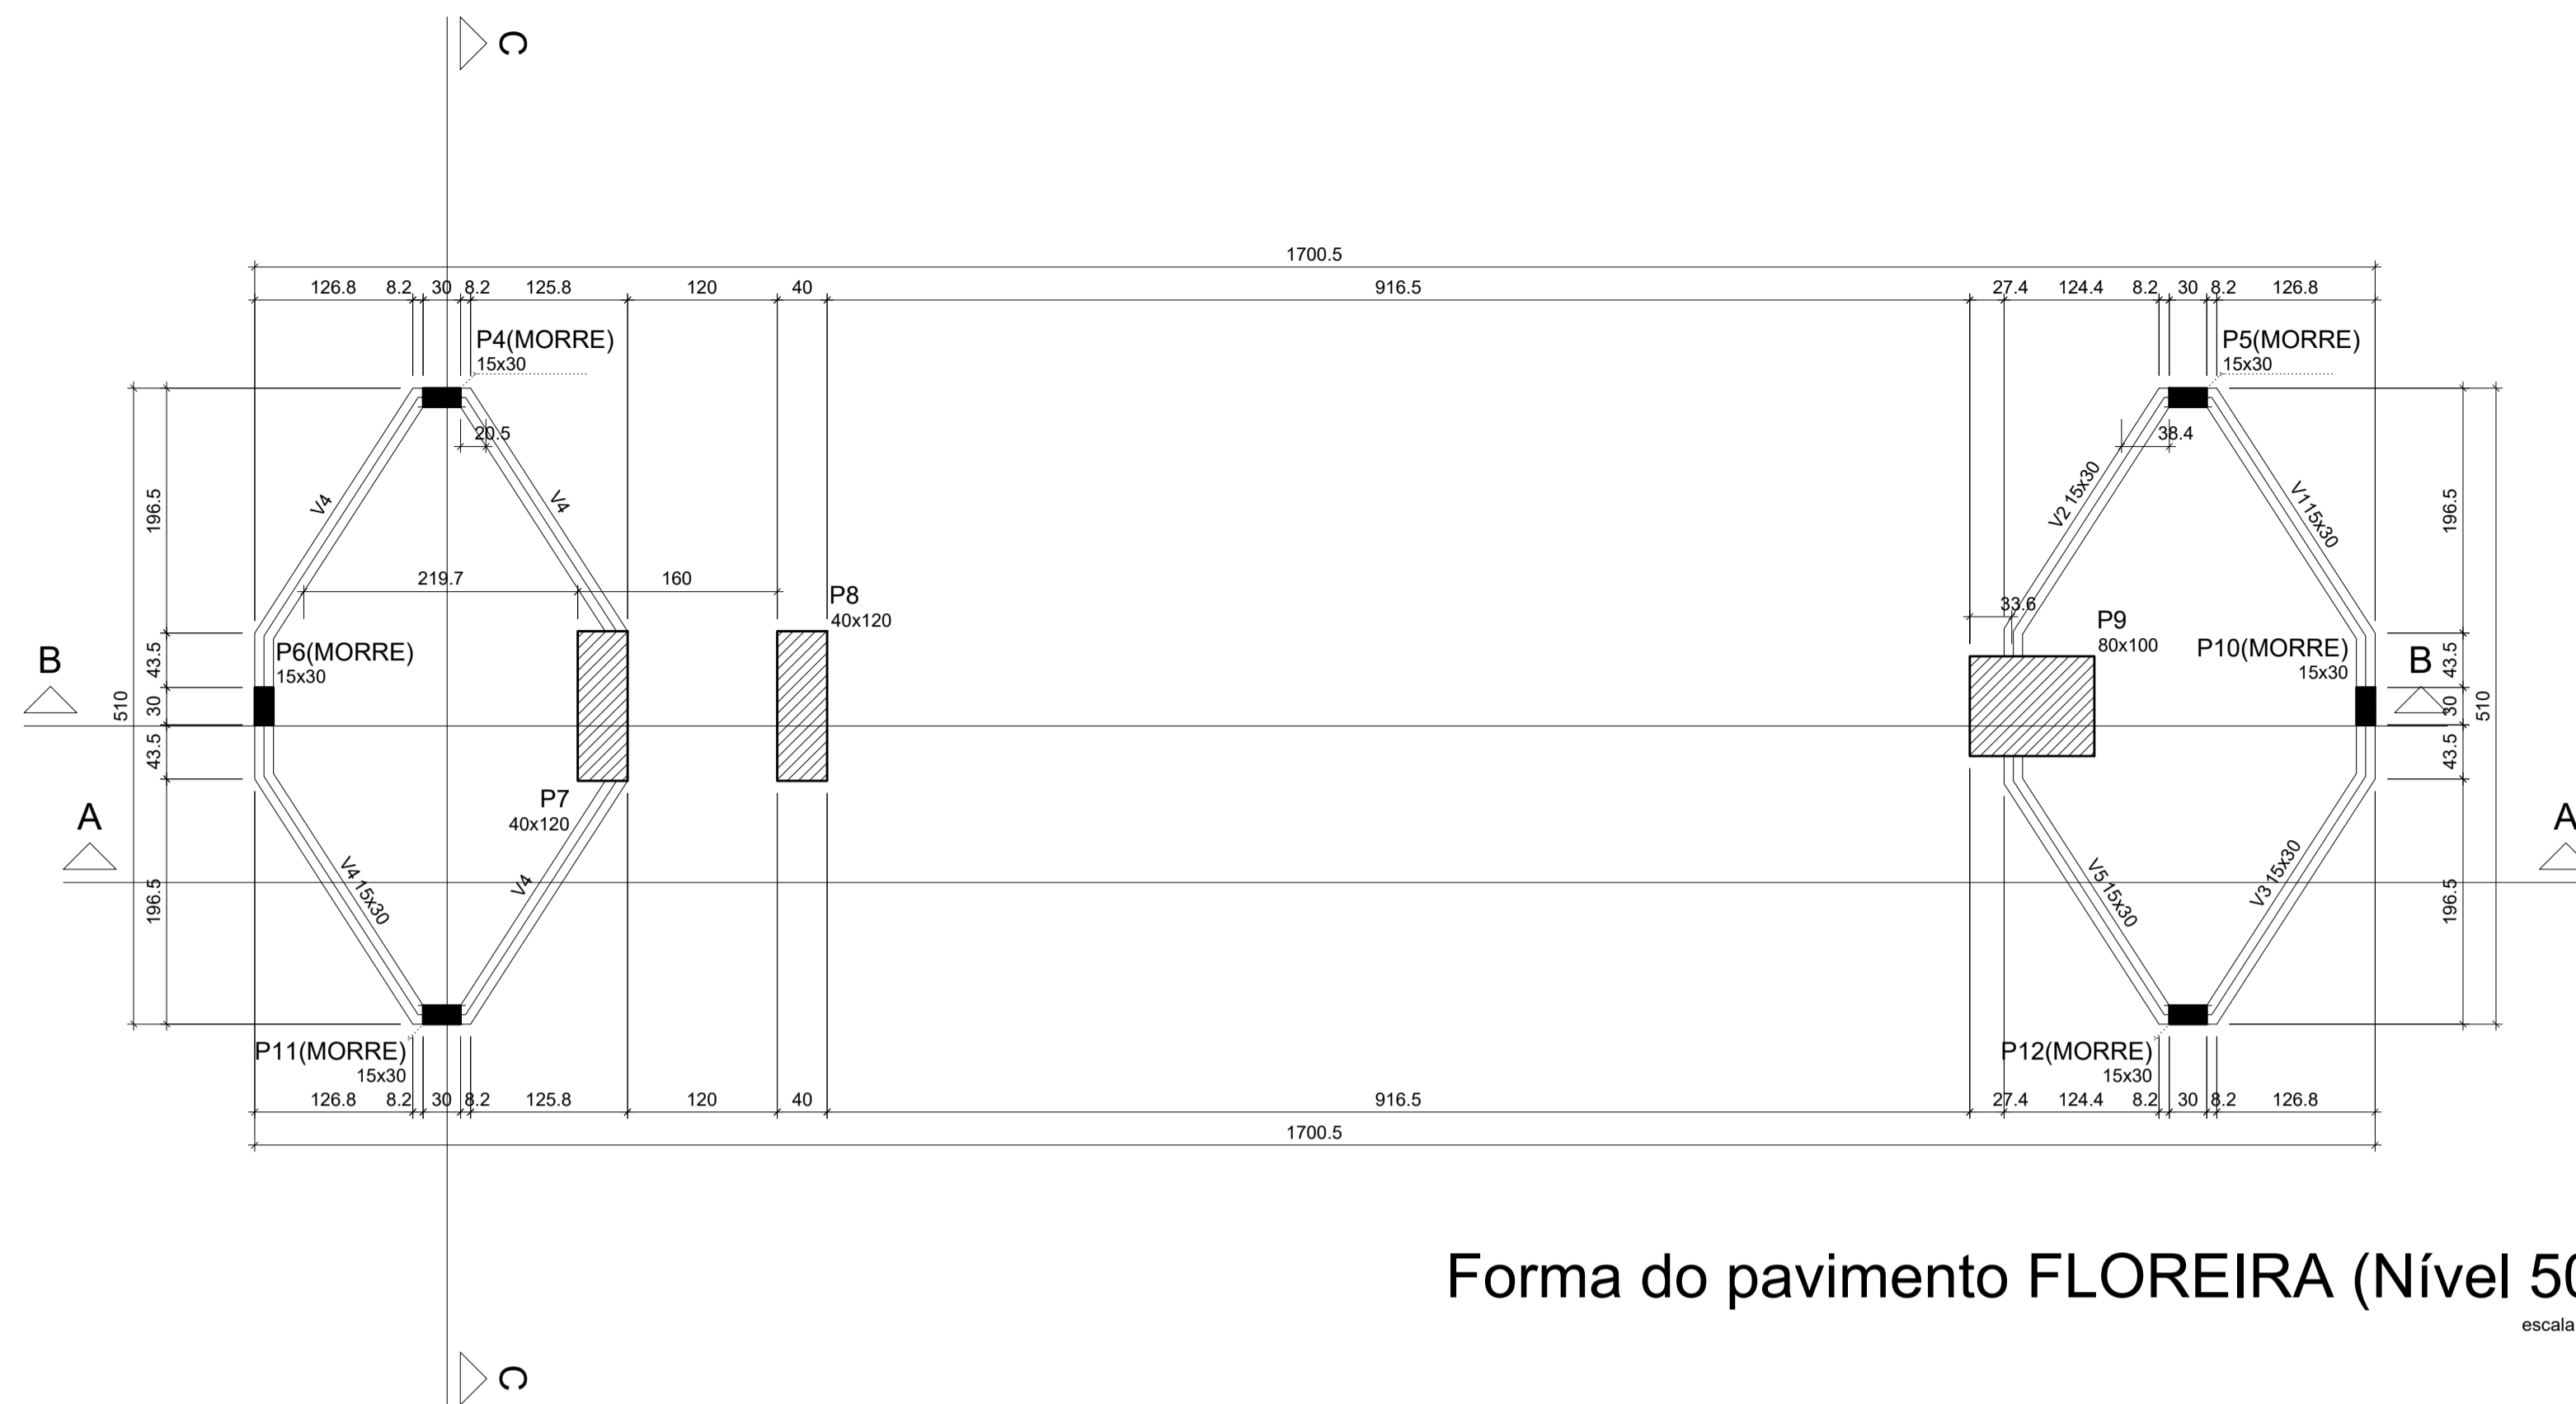 C
1700.5
126.8 8.2 30 8.2 125.8 120 40 916.5 27.4 124.4 8.2 30 8.2 126.8
P4(MORRE)
15x30
P5(MORRE)
15x30
20.5
38.4
196.5
V4
V4
V2 15x30
V1 15x30
196.5
219.7
160
P8
40x120
33.6
P9
80x100
P6(MORRE)
15x30
P10(MORRE)
15x30
B
B
43.5
30
43.5
510
43.5
30
43.5
510
P7
40x120
A
A
196.5
V4 15x30
V4
V5 15x30
V3 15x30
196.5
P11(MORRE)
15x30
P12(MORRE)
15x30
126.8 8.2 30 8.2 125.8 120 40 916.5 27.4 124.4 8.2 30 8.2 126.8
1700.5
Forma do pavimento FLOREIRA (Nível 50
escala
C